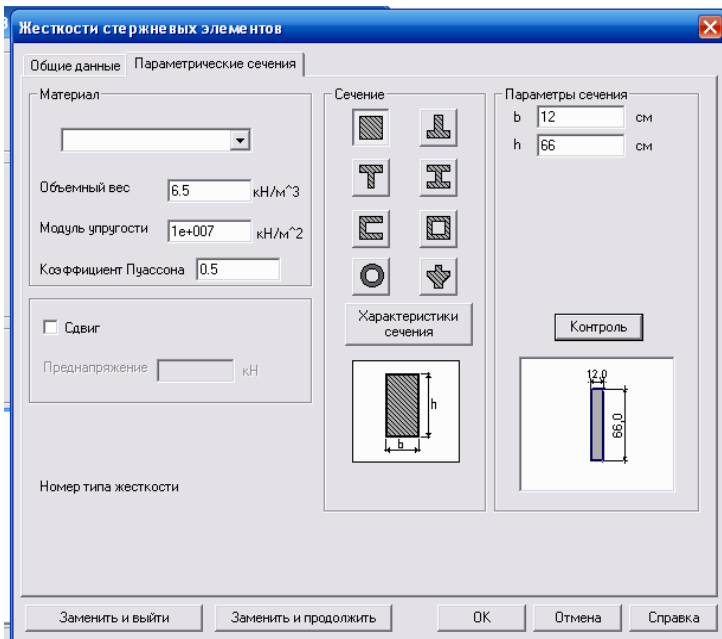 Жесткости стержневых элементов
Общие данные Параметрические сечения
Материал
Объемный вес 6.5 кН/м^3
Модуль упругости 1e+007 кН/м^2
Коэффициент Пуассона 0.5
Сдвиг
Преднапряжение кН
Номер типа жесткости
Сечение
Характеристики
сечения
h
b
Параметры сечения
b 12 см
h 66 см
Контроль
12,0
66,0
Заменить и выйти Заменить и продолжить OK Отмена Справка